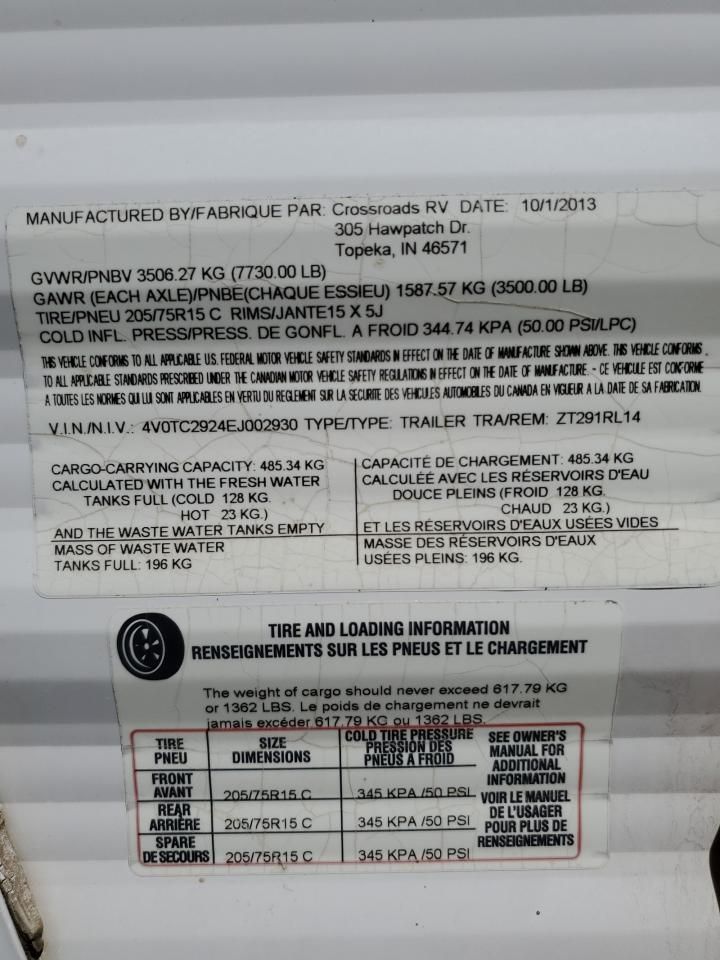 MANUFACTURED BY/FABRIQUE PAR: Crossroads RV DATE: 10/1/2013
305 Hawpatch Dr.
Topeka, IN 46571
GVWR/PNBV 3506.27 KG (7730.00 LB)
GAWR (EACH AXLE)/PNBE(CHAQUE ESSIEU) 1587.57 KG (3500.00 LB)
TIRE/PNEU 205/75R15 C RIMS/JANTE15 X 5J
COLD INFL. PRESS/PRESS. DE GONFL. A FROID 344.74 KPA (50.00 PSI/LPC)
THIS VEHICLE CONFORMS TO ALL APPLICABLE U.S. FEDERAL MOTOR VEHICLE SAFETY STANDARDS IN EFFECT ON THE DATE OF MANUFACTURE SHOWN ABOVE. THIS VEHICLE CONFORMS
TO ALL APPLICABLE STANDARDS PRESCRIBED UNDER THE CANADIAN MOTOR VEHICLE SAFETY REGULATIONS IN EFFECT ON THE DATE OF MANUFACTURE. - CE VEHICULE EST CONFORME
A TOUTES LES NORMES QUI LUI SONT APPLICABLES EN VERTU DU REGLEMENT SUR LA SECURITE DES VEHICULES AUTOMOBILES DU CANADA EN VIGUEUR A LA DATE DE SA FABRICATION.
V.I.N./N.I.V.: 4V0TC2924EJ002930 TYPE/TYPE: TRAILER TRA/REM: ZT291RL14
CARGO-CARRYING CAPACITY: 485.34 KG
CALCULATED WITH THE FRESH WATER
TANKS FULL (COLD 128 KG.
HOT 23 KG.)
AND THE WASTE WATER TANKS EMPTY
MASS OF WASTE WATER
TANKS FULL: 196 KG
CAPACITÉ DE CHARGEMENT: 485.34 KG
CALCULÉE AVEC LES RÉSERVOIRS D'EAU
DOUCE PLEINS (FROID 128 KG.
CHAUD 23 KG.)
ET LES RÉSERVOIRS D'EAUX USÉES VIDES
MASSE DES RÉSERVOIRS D'EAUX
USÉES PLEINS: 196 KG.
TIRE AND LOADING INFORMATION
RENSEIGNEMENTS SUR LES PNEUS ET LE CHARGEMENT
The weight of cargo should never exceed 617.79 KG
or 1362 LBS. Le poids de chargement ne devrait
jamais excéder 617.79 KG ou 1362 LBS.
TIRE
PNEU
SIZE
DIMENSIONS
COLD TIRE PRESSURE
PRESSION DES
PNEUS A FROID
FRONT
AVANT
205/75R15 C
345 KPA /50 PSI
REAR
ARRIÈRE
205/75R15 C
345 KPA /50 PSI
SPARE
DE SECOURS
205/75R15 C
345 KPA /50 PSI
SEE OWNER'S
MANUAL FOR
ADDITIONAL
INFORMATION
VOIR LE MANUEL
DE L'USAGER
POUR PLUS DE
RENSEIGNEMENTS